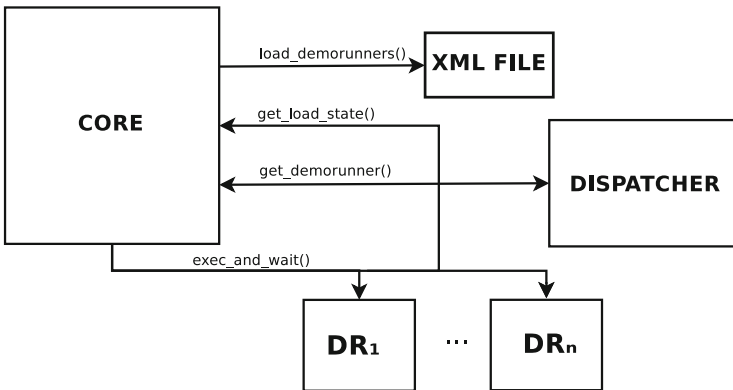 load_demorunners()
XML FILE
CORE
get_load_state()
get_demorunner()
DISPATCHER
exec_and_wait()
DR₁
...
DRₙ